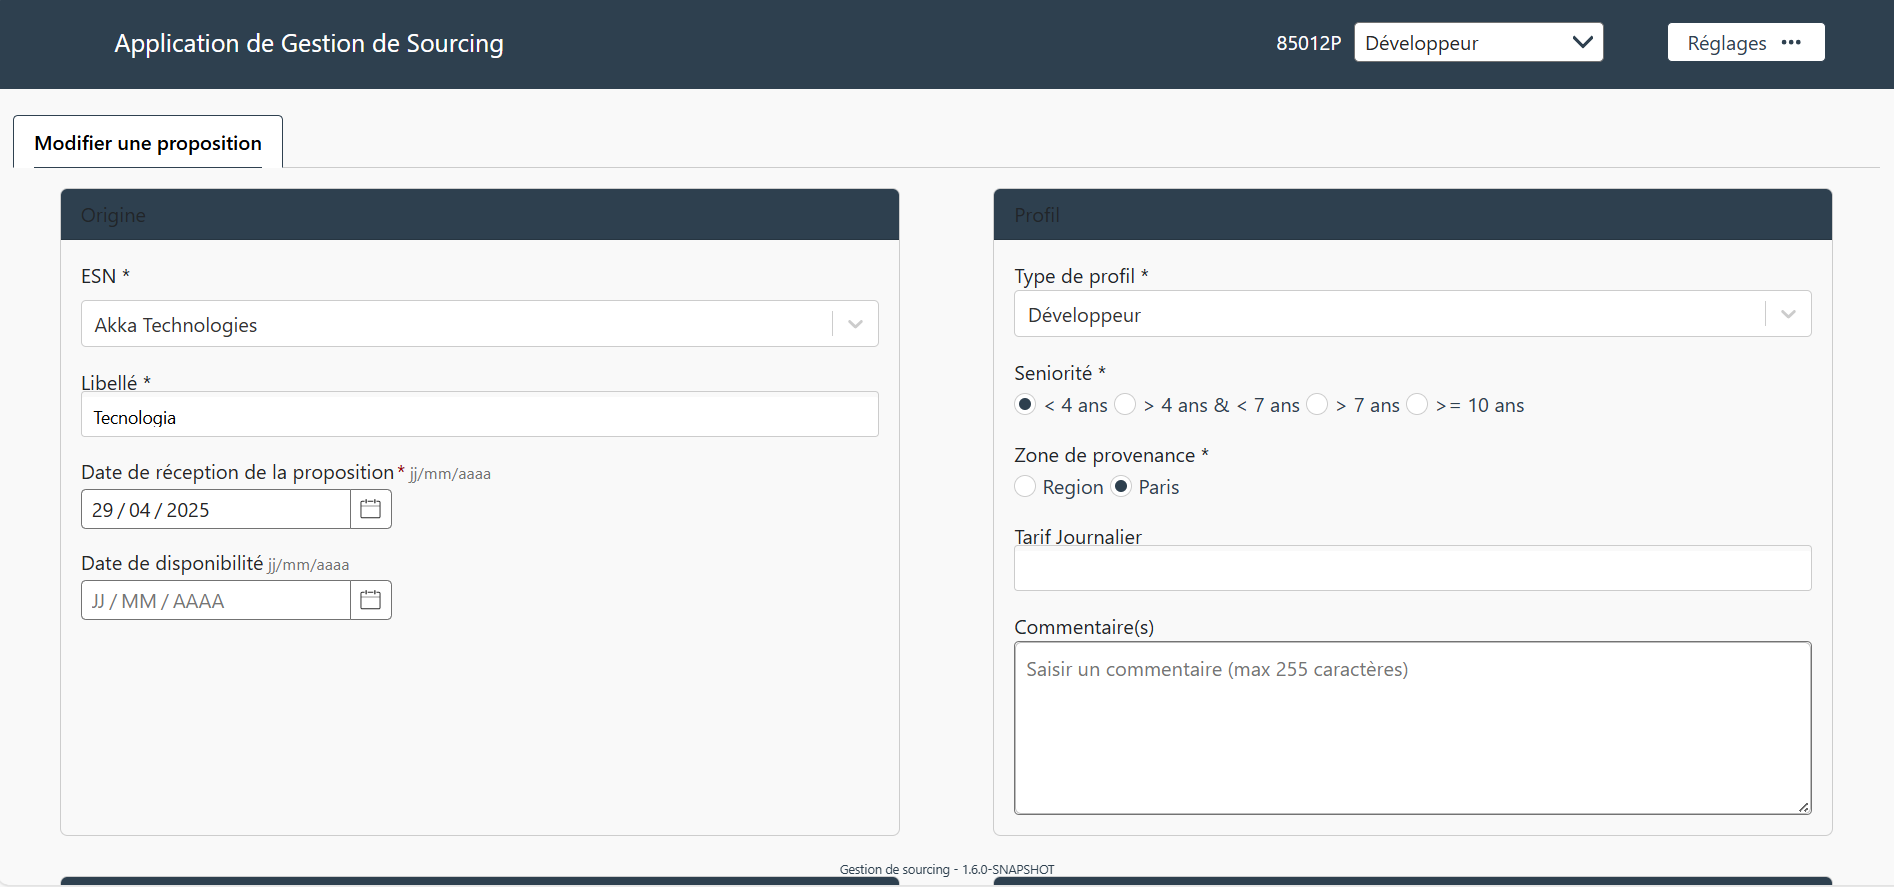 Application de Gestion de Sourcing
85012P
Développeur
Réglages •••
Modifier une proposition
Origine
ESN *
Akka Technologies
Libellé *
Tecnologia
Date de réception de la proposition * jj/mm/aaaa
29 / 04 / 2025
Date de disponibilité jj/mm/aaaa
JJ / MM / AAAA
Profil
Type de profil *
Développeur
Seniorité *
< 4 ans > 4 ans & < 7 ans > 7 ans >= 10 ans
Zone de provenance *
Region Paris
Tarif Journalier
Commentaire(s)
Saisir un commentaire (max 255 caractères)
Gestion de sourcing - 1.6.0-SNAPSHOT